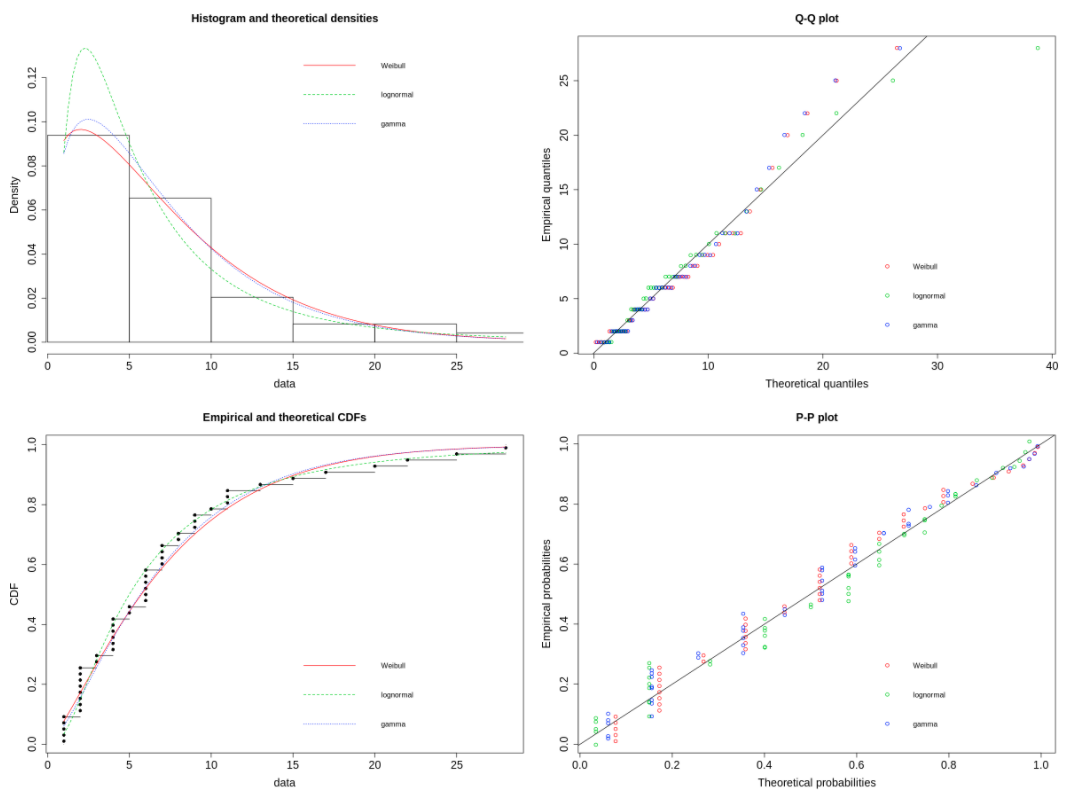 Histogram and theoretical densities
Density
0.00 0.02 0.04 0.06 0.08 0.10 0.12
Weibull
lognormal
gamma
0 5 10 15 20 25
data
Q-Q plot
Empirical quantiles
0 5 10 15 20 25
Weibull
lognormal
gamma
0 10 20 30 40
Theoretical quantiles
Empirical and theoretical CDFs
CDF
0.0 0.2 0.4 0.6 0.8 1.0
Weibull
lognormal
gamma
0 5 10 15 20 25
data
P-P plot
Empirical probabilities
0.0 0.2 0.4 0.6 0.8 1.0
Weibull
lognormal
gamma
0.0 0.2 0.4 0.6 0.8 1.0
Theoretical probabilities